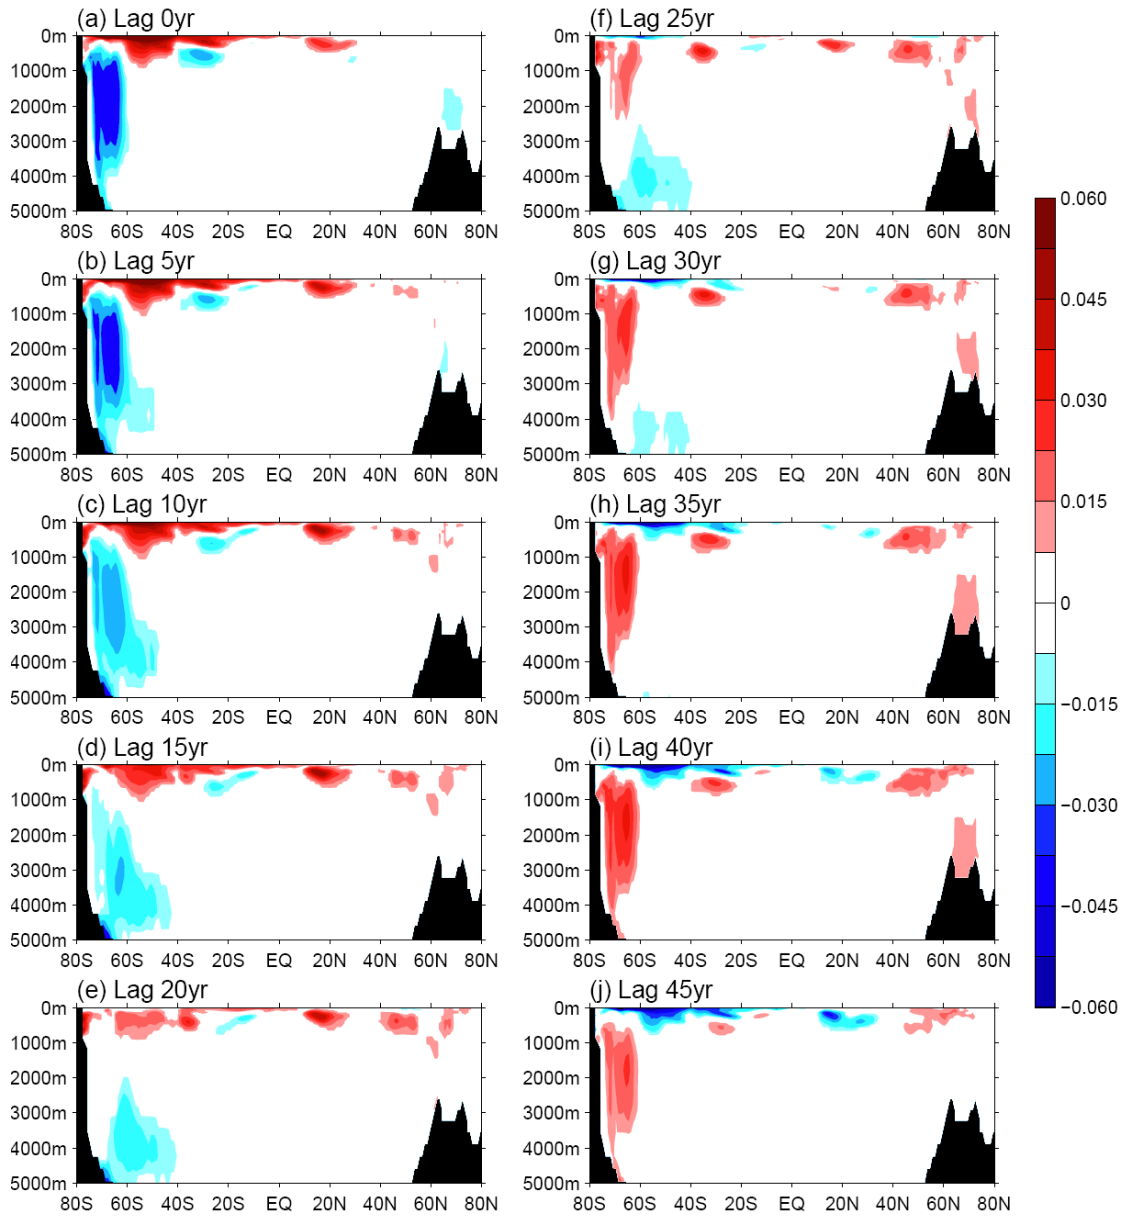 (a) Lag 0yr
0m
1000m
2000m
3000m
4000m
5000m
80S 60S 40S 20S EQ 20N 40N 60N 80N
(b) Lag 5yr
0m
1000m
2000m
3000m
4000m
5000m
80S 60S 40S 20S EQ 20N 40N 60N 80N
(c) Lag 10yr
0m
1000m
2000m
3000m
4000m
5000m
80S 60S 40S 20S EQ 20N 40N 60N 80N
(d) Lag 15yr
0m
1000m
2000m
3000m
4000m
5000m
80S 60S 40S 20S EQ 20N 40N 60N 80N
(e) Lag 20yr
0m
1000m
2000m
3000m
4000m
5000m
80S 60S 40S 20S EQ 20N 40N 60N 80N
(f) Lag 25yr
0m
1000m
2000m
3000m
4000m
5000m
80S 60S 40S 20S EQ 20N 40N 60N 80N
(g) Lag 30yr
0m
1000m
2000m
3000m
4000m
5000m
80S 60S 40S 20S EQ 20N 40N 60N 80N
(h) Lag 35yr
0m
1000m
2000m
3000m
4000m
5000m
80S 60S 40S 20S EQ 20N 40N 60N 80N
(i) Lag 40yr
0m
1000m
2000m
3000m
4000m
5000m
80S 60S 40S 20S EQ 20N 40N 60N 80N
(j) Lag 45yr
0m
1000m
2000m
3000m
4000m
5000m
80S 60S 40S 20S EQ 20N 40N 60N 80N
0.060
0.045
0.030
0.015
0
−0.015
−0.030
−0.045
−0.060